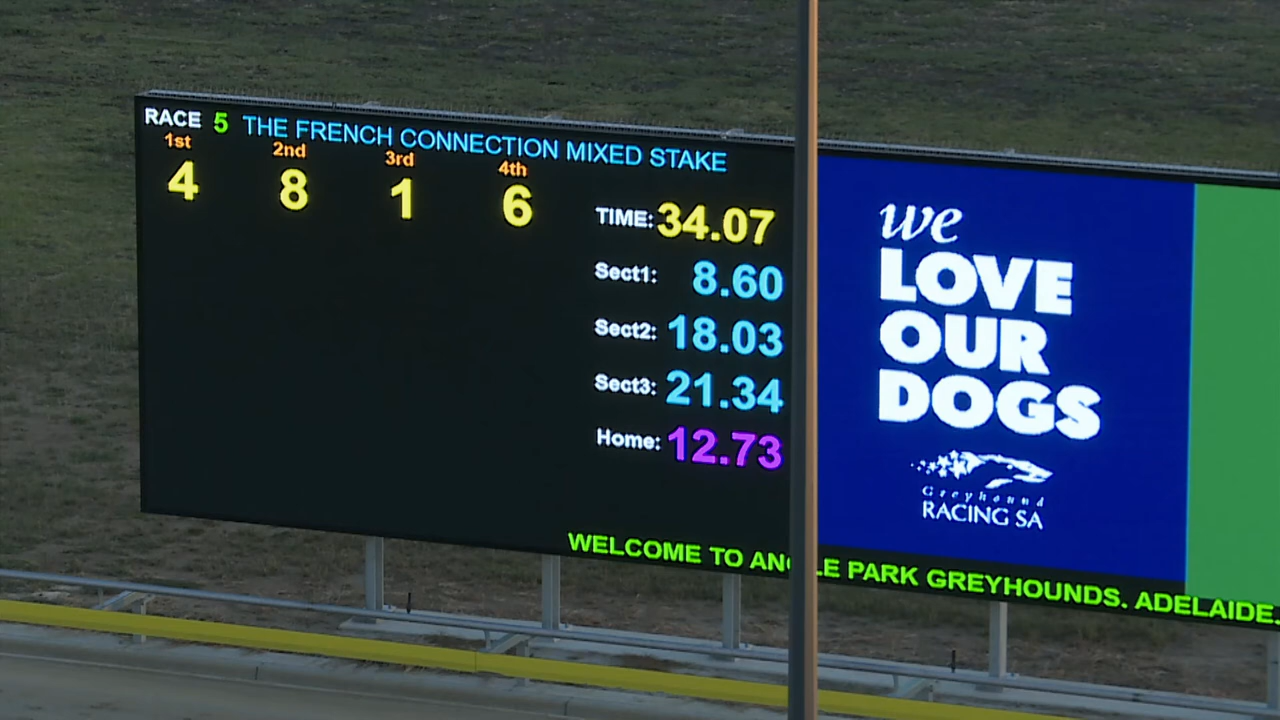 RACE 5 THE FRENCH CONNECTION MIXED STAKE
1st 2nd 3rd 4th
4 8 1 6
TIME: 34.07
Sect1: 8.60
Sect2: 18.03
Sect3: 21.34
Home: 12.73
we
LOVE
OUR
DOGS
Greyhound
RACING SA
WELCOME TO ANGLE PARK GREYHOUNDS. ADELAIDE.